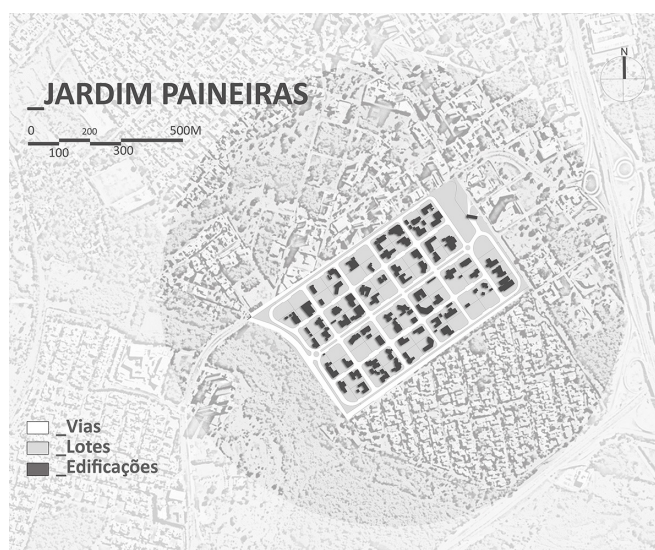 N
_JARDIM PAINEIRAS
0 200 500M
100 300
_Vias
_Lotes
_Edificações